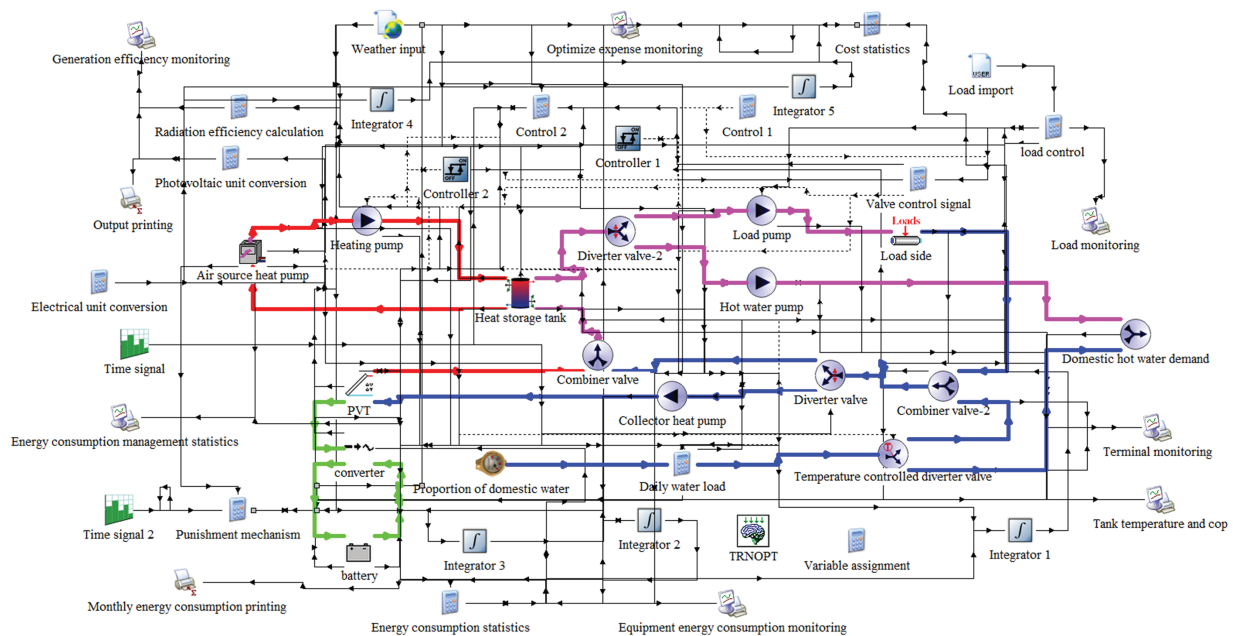 Weather input
Optimize expense monitoring
Cost statistics
Generation efficiency monitoring
USER
Load import
Integrator 5
Integrator 4
Radiation efficiency calculation
Control 2
Control 1
ON
OFF
Controller 1
load control
Photovoltaic unit conversion
ON
OFF
Controller 2
Valve control signal
Output printing
Loads
Heating pump
Load pump
Load monitoring
Diverter valve-2
Load side
Air source heat pump
Electrical unit conversion
Hot water pump
Heat storage tank
Time signal
Domestic hot water demand
Combiner valve
Diverter valve
PVT
Combiner valve-2
Collector heat pump
Energy consumption management statistics
Terminal monitoring
converter
Proportion of domestic water
Daily water load
Temperature controlled diverter valve
Time signal 2
Punishment mechanism
Tank temperature and cop
Integrator 2
Integrator 1
TRNOPT
Integrator 3
Variable assignment
battery
Monthly energy consumption printing
Energy consumption statistics
Equipment energy consumption monitoring